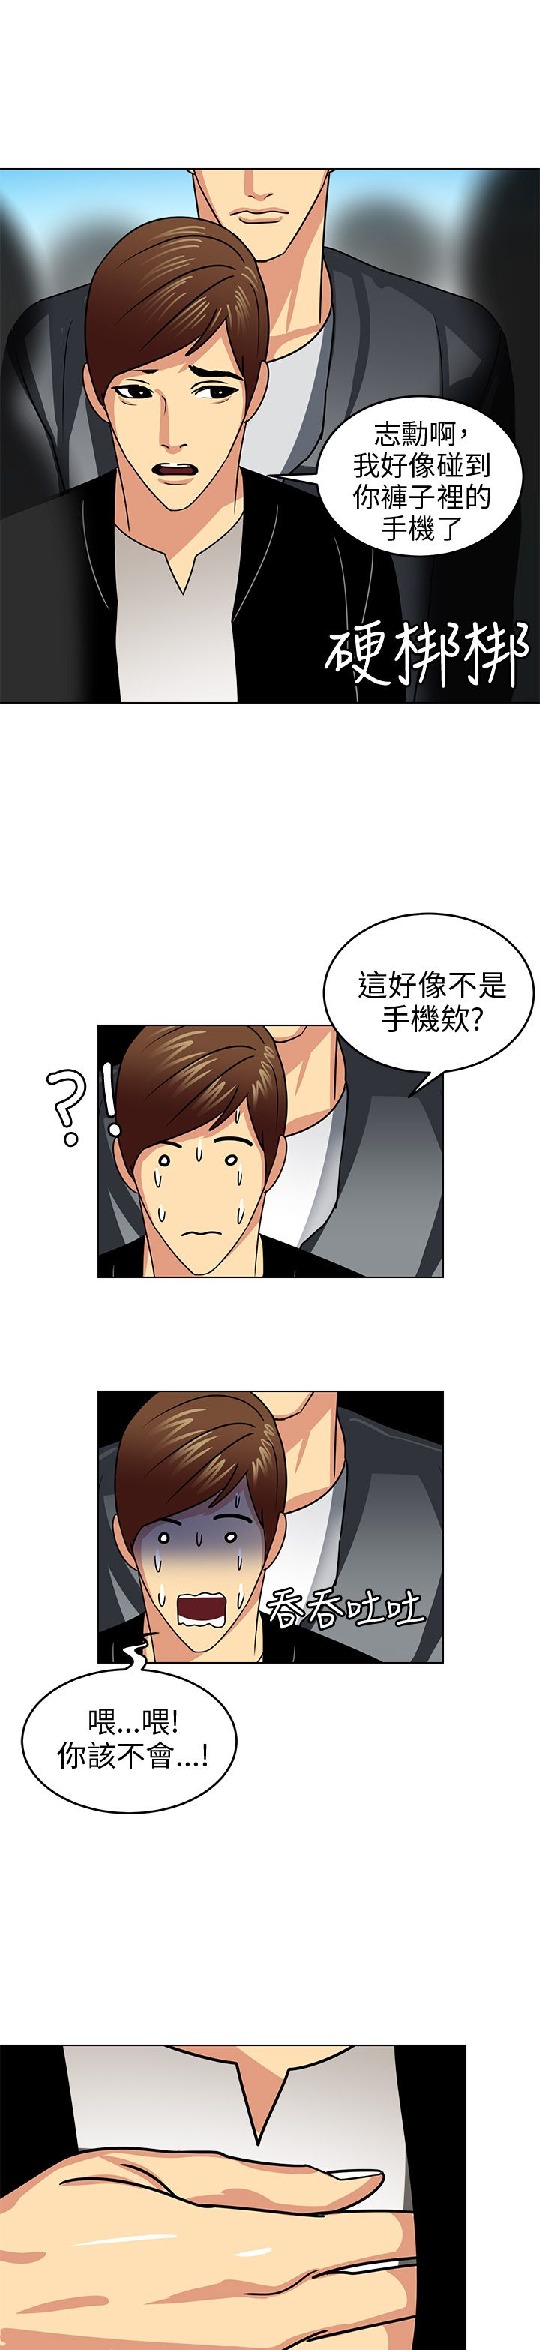 志勳啊，
我好像碰到
你褲子裡的
手機了
硬梆梆
這好像不是
手機欸?
?!
吞吞吐吐
喂...喂!
你該不會...!